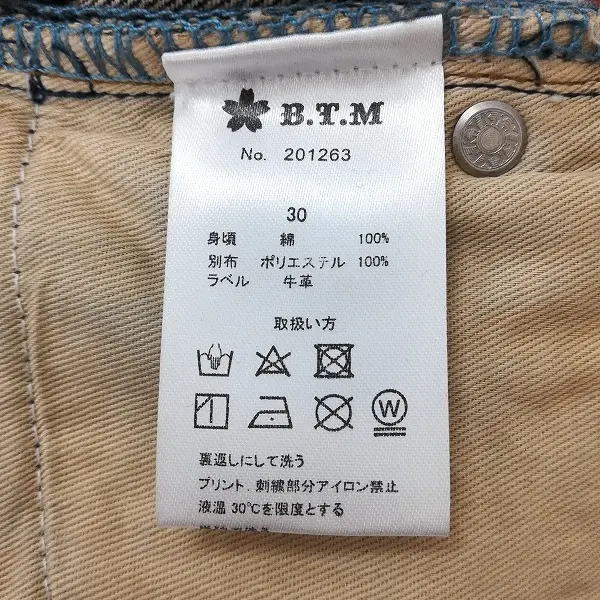 B.T.M
No. 201263
30
身頃 綿 100%
別布 ポリエステル 100%
ラベル 牛革
取扱い方
W
裏返しにして洗う
プリント、刺繍部分アイロン禁止
液温 30℃を限度とする